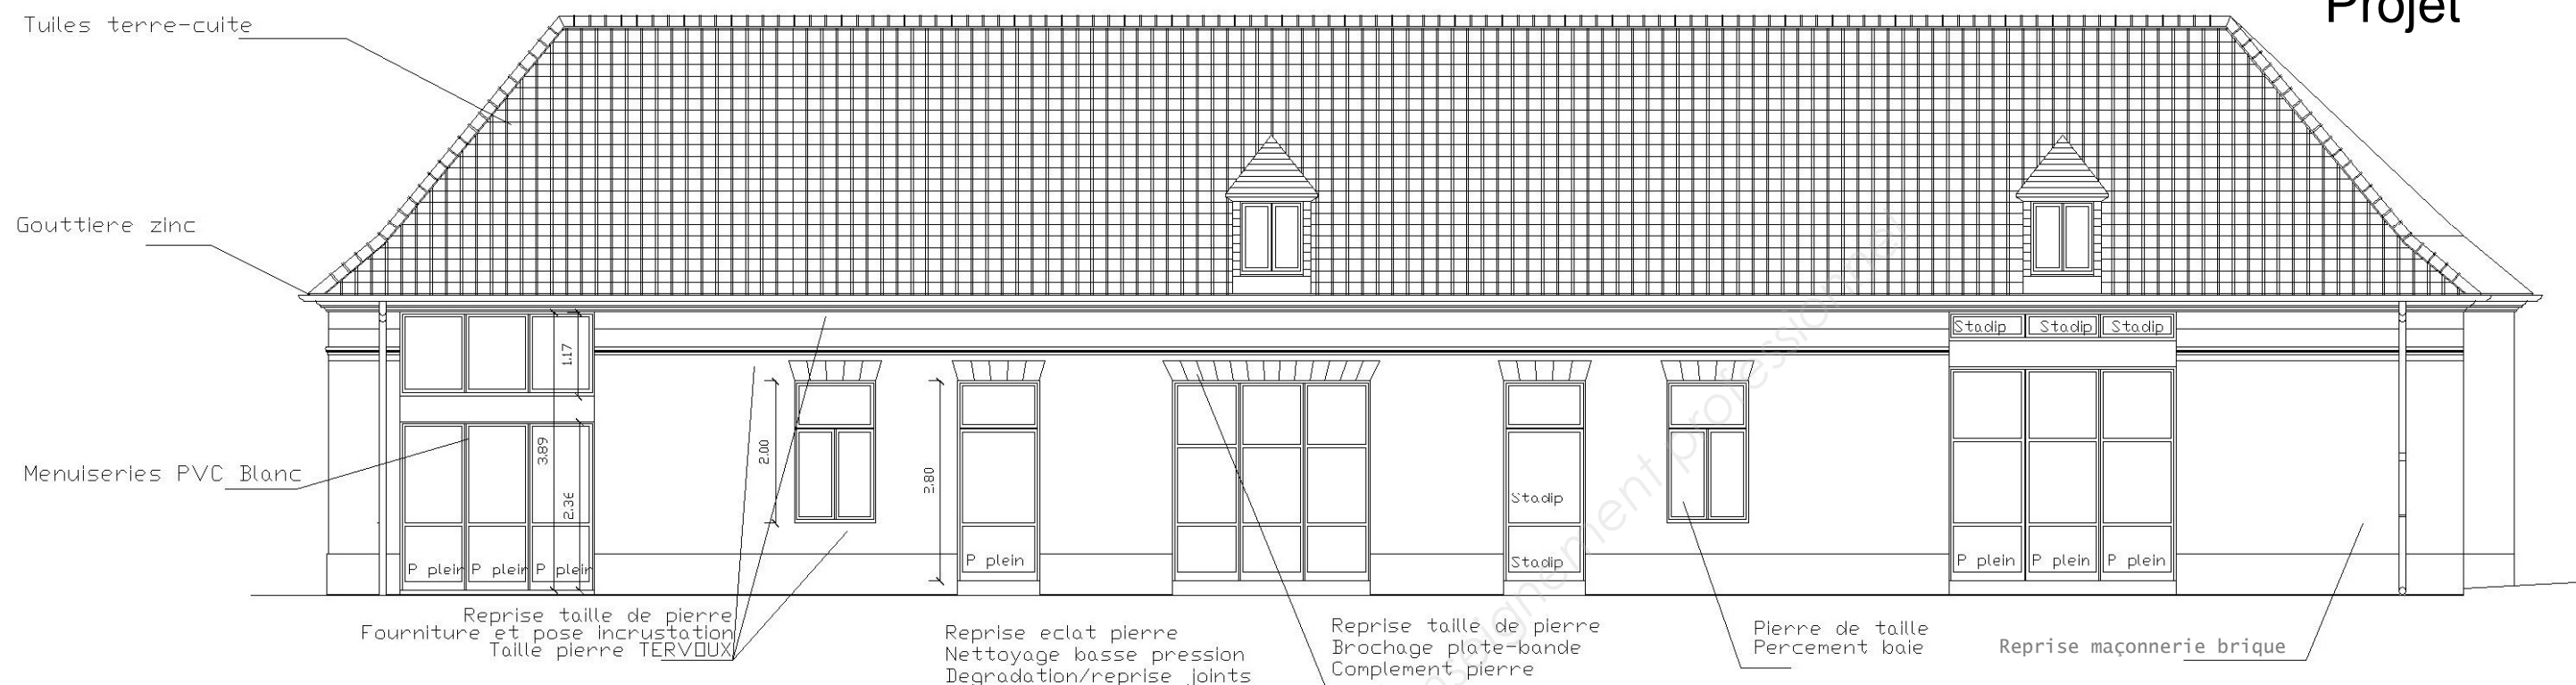 Projet
Tuiles terre-cuite
Gouttiere zinc
Menuiseries PVC Blanc
1.17
3.89
2.36
2.00
2.80
Stadip Stadip Stadip
Stadip
Stadip
P plein P plein P plein
P plein
P plein P plein P plein
Reprise taille de pierre
Fourniture et pose incrustation
Taille pierre TERVOUX
Reprise eclat pierre
Nettoyage basse pression
Degradation/reprise joints
Reprise taille de pierre
Brochage plate-bande
Complement pierre
Pierre de taille
Percement baie
Reprise maçonnerie brique
enseignement professionnel